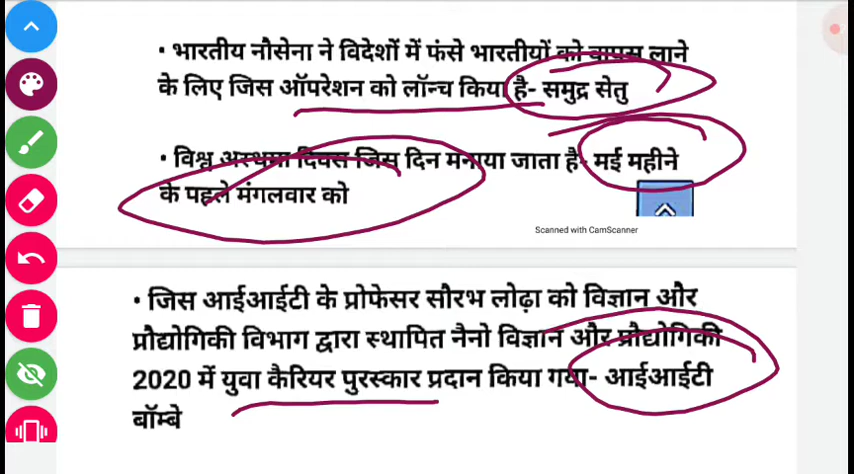 • भारतीय नौसेना ने विदेशों में फंसे भारतीयों को वापस लाने
के लिए जिस ऑपरेशन को लॉन्च किया है- समुद्र सेतु
• विश्व अस्थमा दिवस जिस दिन मनाया जाता है- मई महीने
के पहले मंगलवार को
Scanned with CamScanner
• जिस आईआईटी के प्रोफेसर सौरभ लोढ़ा को विज्ञान और
प्रौद्योगिकी विभाग द्वारा स्थापित नैनो विज्ञान और प्रौद्योगिकी
2020 में युवा कैरियर पुरस्कार प्रदान किया गया- आईआईटी
बॉम्बे